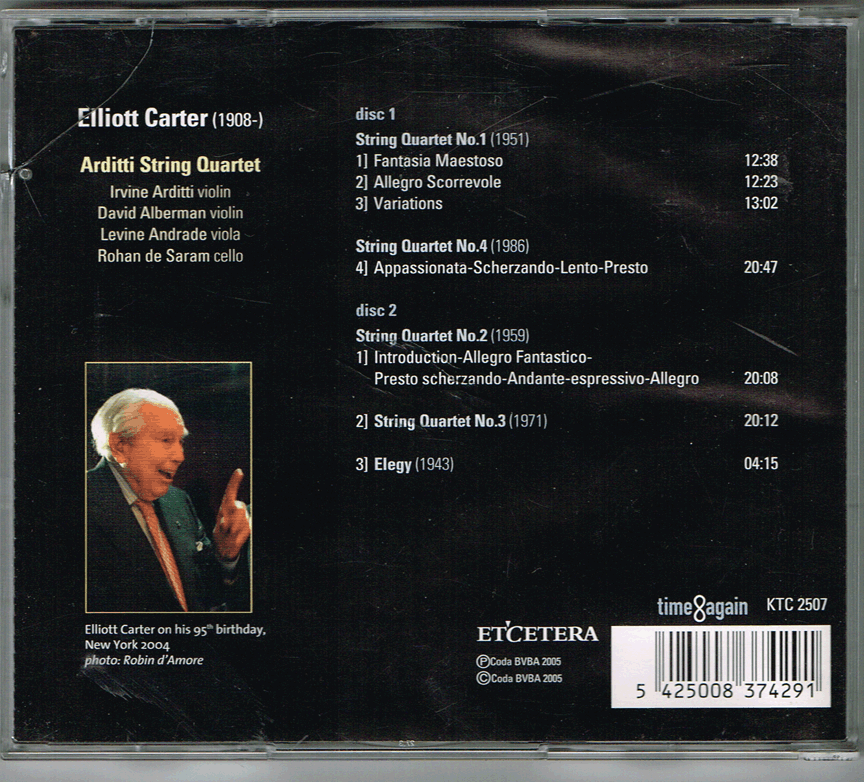 Elliott Carter (1908-)
Arditti String Quartet
Irvine Arditti violin
David Alberman violin
Levine Andrade viola
Rohan de Saram cello
disc 1
String Quartet No.1 (1951)
1] Fantasia Maestoso 12:38
2] Allegro Scorrevole 12:23
3] Variations 13:02
String Quartet No.4 (1986)
4] Appassionata-Scherzando-Lento-Presto 20:47
disc 2
String Quartet No.2 (1959)
1] Introduction-Allegro Fantastico-
Presto scherzando-Andante-espressivo-Allegro 20:08
2] String Quartet No.3 (1971) 20:12
3] Elegy (1943) 04:15
Elliott Carter on his 95th birthday,
New York 2004
photo: Robin d'Amore
time8again KTC 2507
ET'CETERA
ⓅCoda BVBA 2005
©Coda BVBA 2005
5 425008 374291